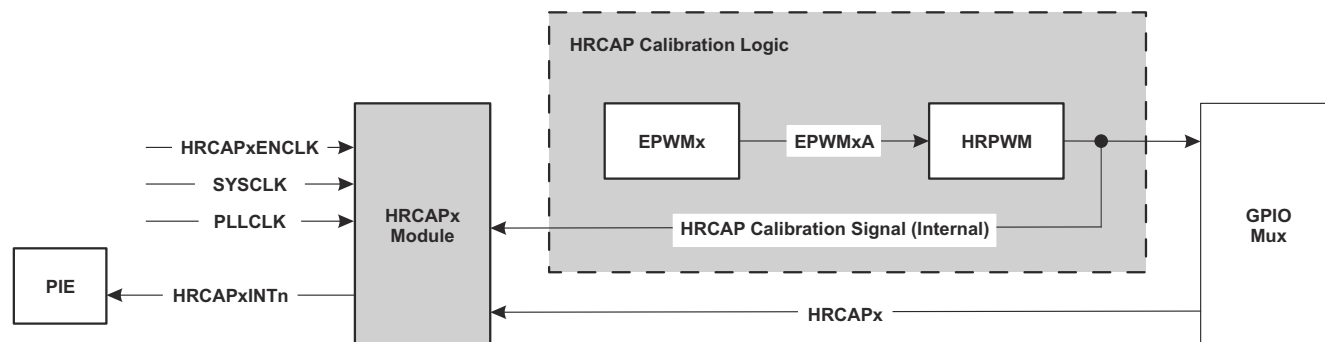 HRCAP Calibration Logic
EPWMx
EPWMxA
HRPWM
HRCAPxENCLK
SYSCLK
PLLCLK
HRCAPx
Module
HRCAP Calibration Signal (Internal)
GPIO
Mux
PIE
HRCAPxINTn
HRCAPx